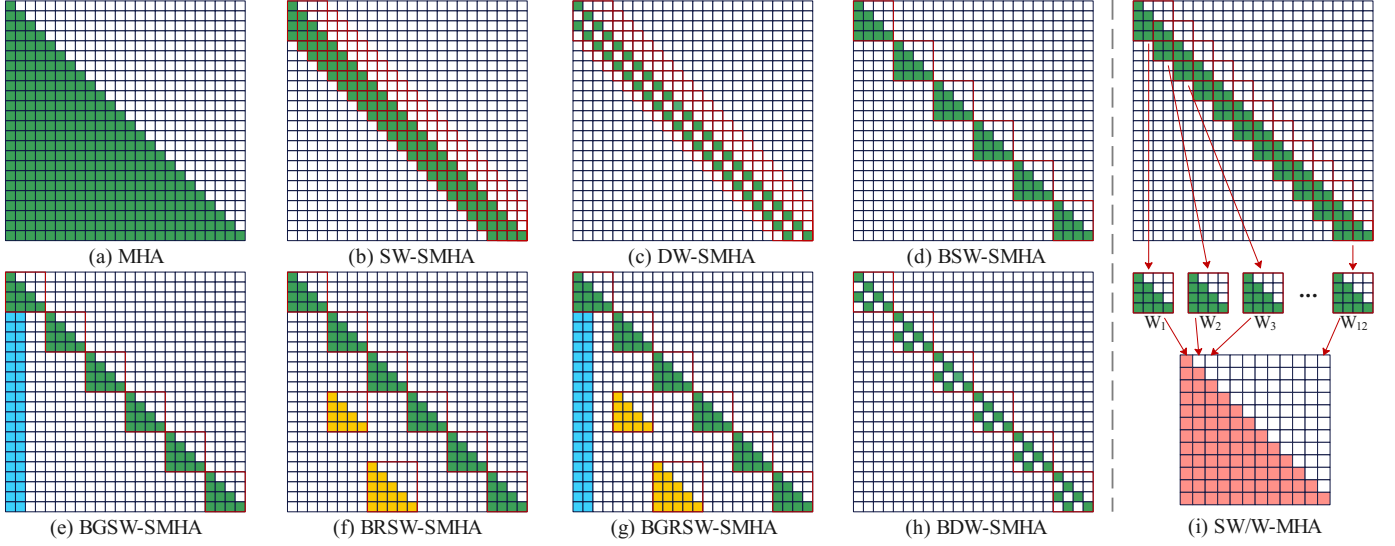 (a) MHA
(b) SW-SMHA
(c) DW-SMHA
(d) BSW-SMHA
W1 W2 W3 ... W12
(e) BGSW-SMHA
(f) BRSW-SMHA
(g) BGRSW-SMHA
(h) BDW-SMHA
(i) SW/W-MHA